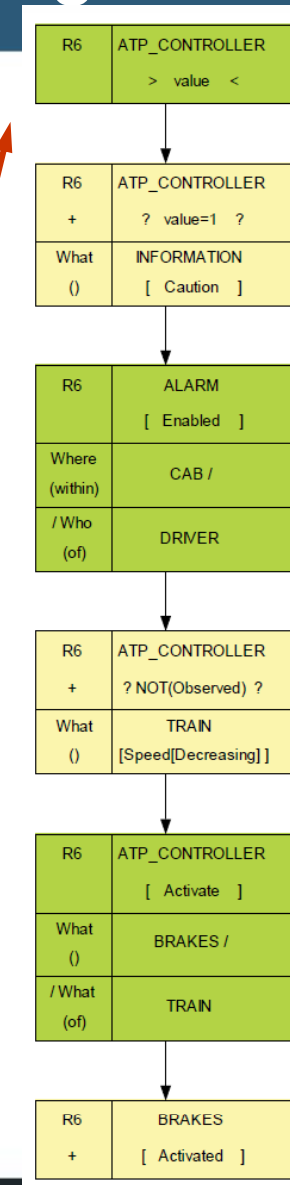 R6 ATP_CONTROLLER
> value <
R6 ATP_CONTROLLER
+ ? value=1 ?
What INFORMATION
() [ Caution ]
R6 ALARM
[ Enabled ]
Where
(within)
CAB /
/ Who
(of)
DRIVER
R6 ATP_CONTROLLER
+ ? NOT(Observed) ?
What TRAIN
() [Speed[Decreasing] ]
R6 ATP_CONTROLLER
[ Activate ]
What
()
BRAKES /
/ What
(of)
TRAIN
R6 BRAKES
+ [ Activated ]